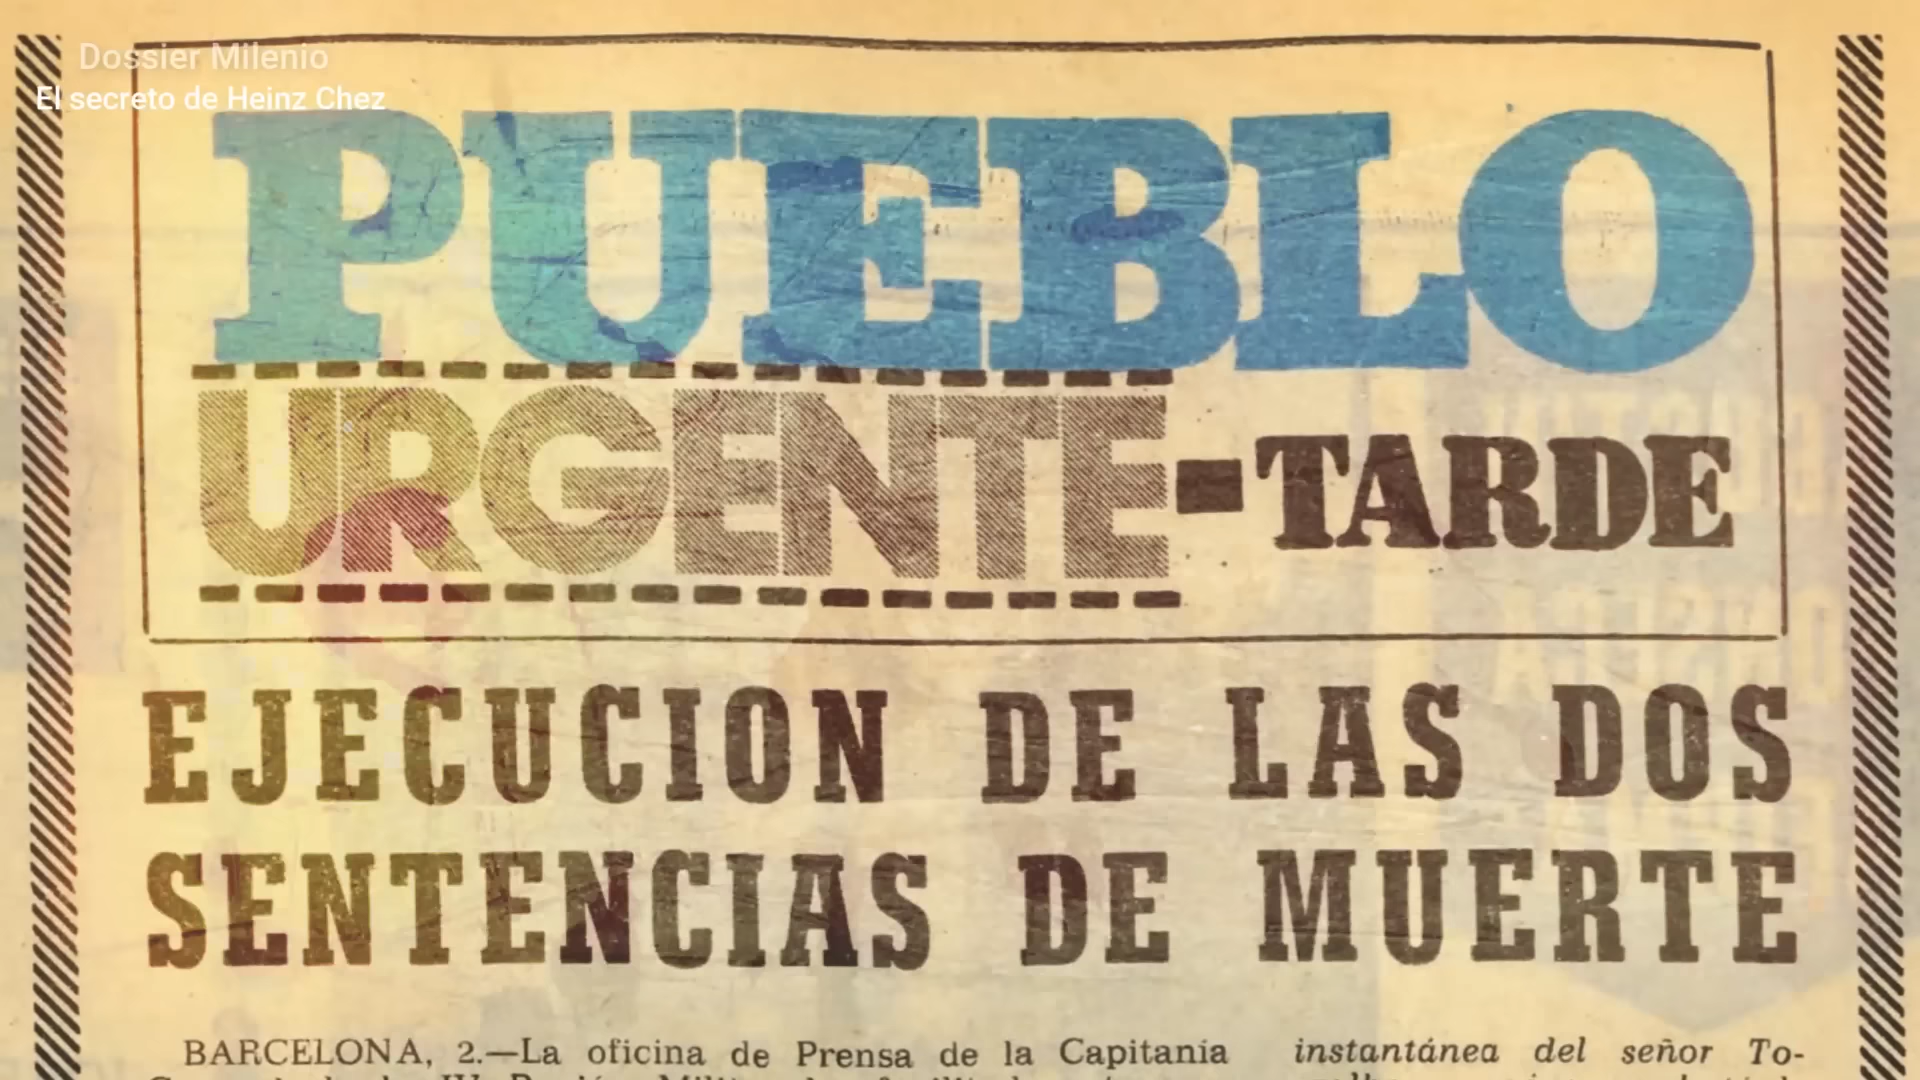 Dossier Milenio
El secreto de Heinz Chez
PUEBLO
URGENTE-TARDE
EJECUCION DE LAS DOS
SENTENCIAS DE MUERTE
BARCELONA, 2.—La oficina de Prensa de la Capitanía
instantánea del señor To-